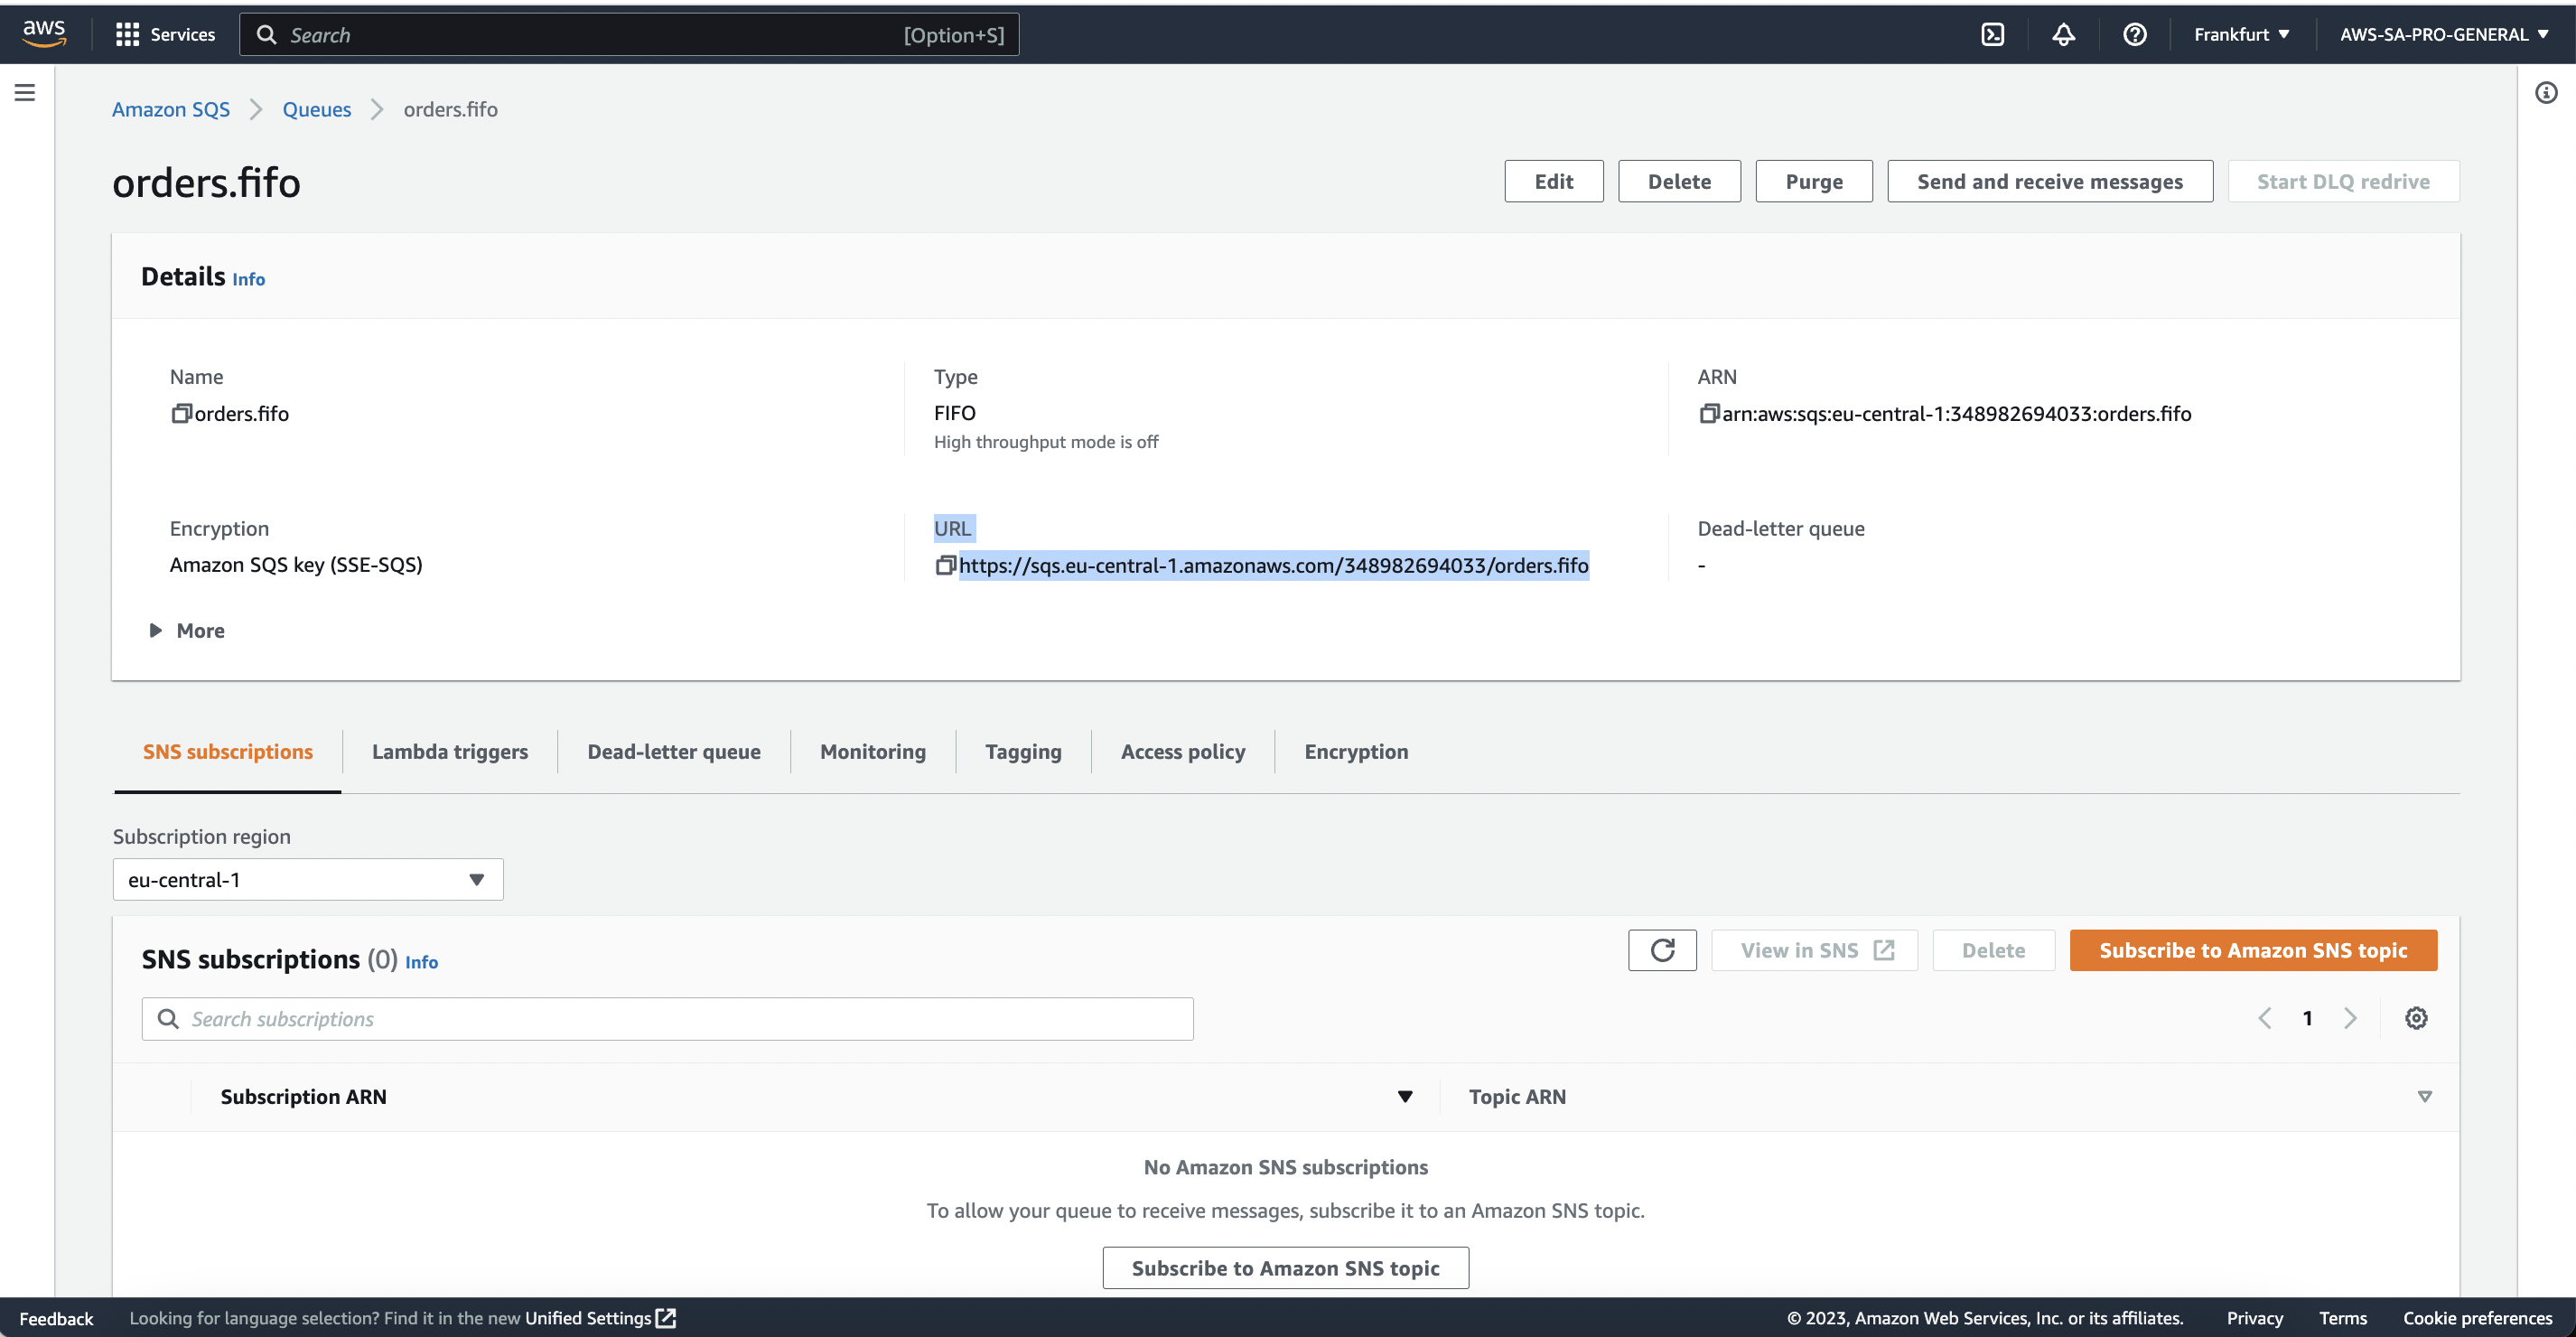 aws Services Search [Option+S] Frankfurt AWS-SA-PRO-GENERAL
Amazon SQS Queues orders.fifo
orders.fifo Edit Delete Purge Send and receive messages Start DLQ redrive
Details Info
Name Type ARN
orders.fifo FIFO arn:aws:sqs:eu-central-1:348982694033:orders.fifo
High throughput mode is off
Encryption URL Dead-letter queue
Amazon SQS key (SSE-SQS) https://sqs.eu-central-1.amazonaws.com/348982694033/orders.fifo -
More
SNS subscriptions Lambda triggers Dead-letter queue Monitoring Tagging Access policy Encryption
Subscription region
eu-central-1
SNS subscriptions (0) Info View in SNS Delete Subscribe to Amazon SNS topic
Search subscriptions 1
Subscription ARN Topic ARN
No Amazon SNS subscriptions
To allow your queue to receive messages, subscribe it to an Amazon SNS topic.
Subscribe to Amazon SNS topic
Feedback Looking for language selection? Find it in the new Unified Settings © 2023, Amazon Web Services, Inc. or its affiliates. Privacy Terms Cookie preferences